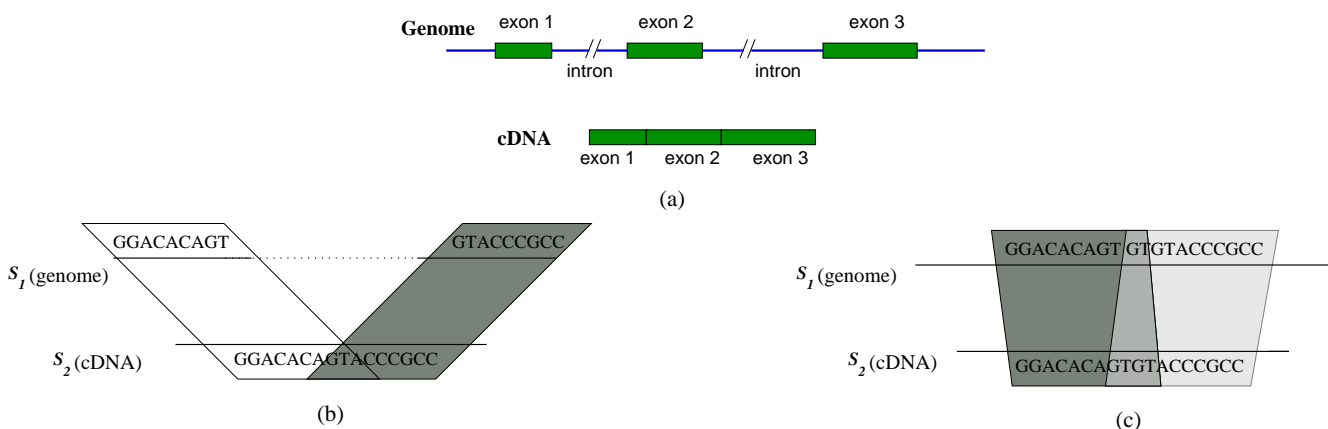 exon 1 exon 2 exon 3
Genome
intron intron
cDNA
exon 1 exon 2 exon 3
(a)
GGACACAGT GTACCCGCC
S1 (genome)
S2 (cDNA)
GGACACAGTACCCGCC
(b)
GGACACAGT GTGTACCCGCC
S1 (genome)
S2 (cDNA)
GGACACAGTGTACCCGCC
(c)